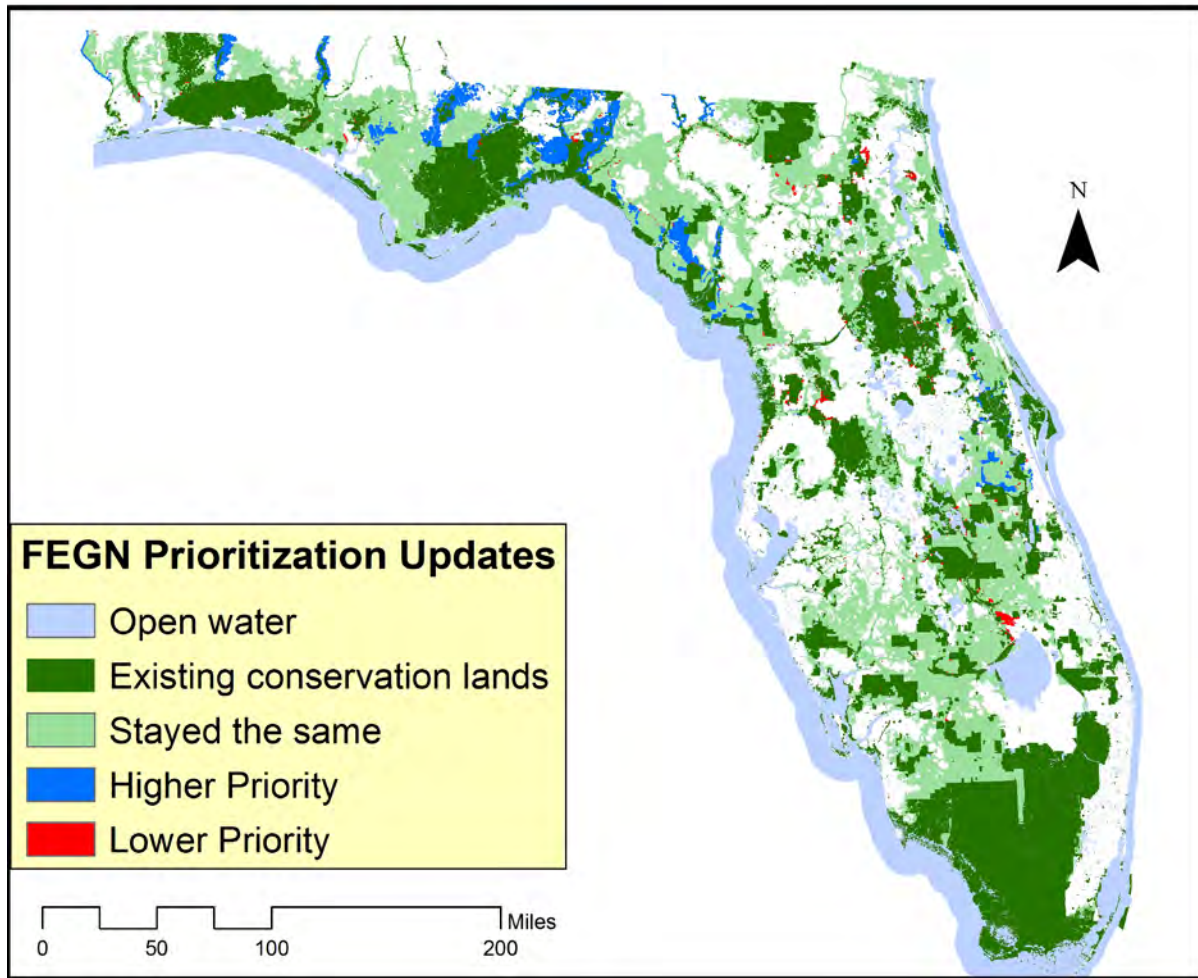 N
FEGN Prioritization Updates
Open water
Existing conservation lands
Stayed the same
Higher Priority
Lower Priority
Miles
0 50 100 200